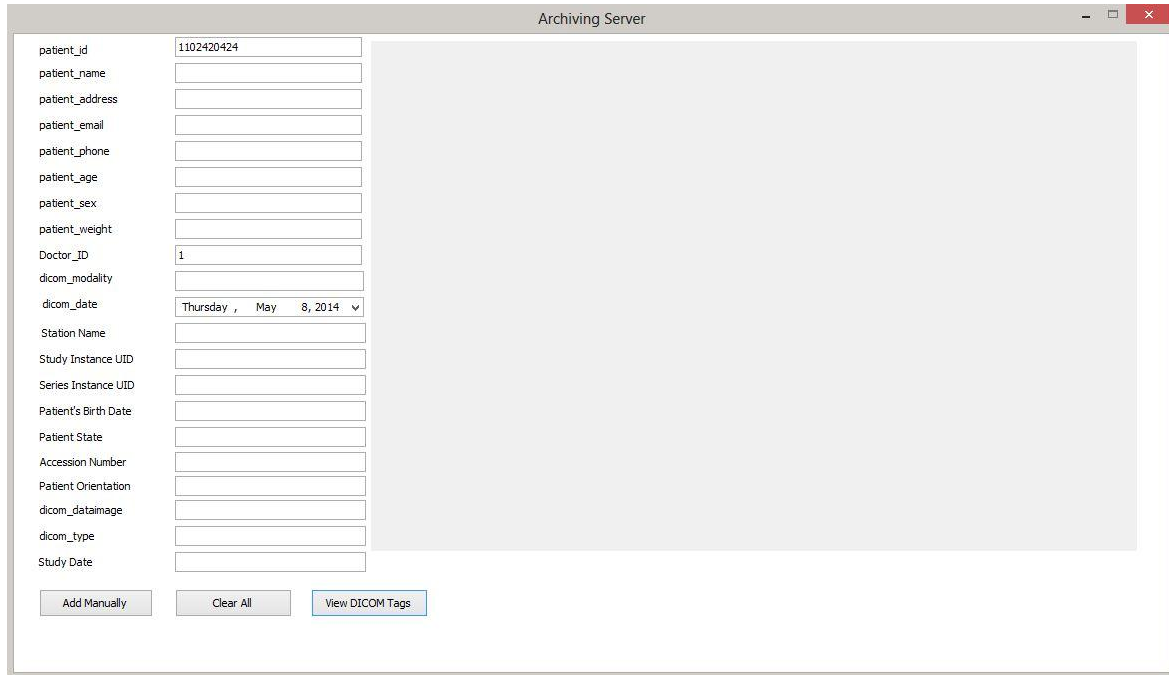 Archiving Server
patient_id 1102420424
patient_name
patient_address
patient_email
patient_phone
patient_age
patient_sex
patient_weight
Doctor_ID 1
dicom_modality
dicom_date Thursday , May 8, 2014
Station Name
Study Instance UID
Series Instance UID
Patient's Birth Date
Patient State
Accession Number
Patient Orientation
dicom_dataimage
dicom_type
Study Date
Add Manually Clear All View DICOM Tags